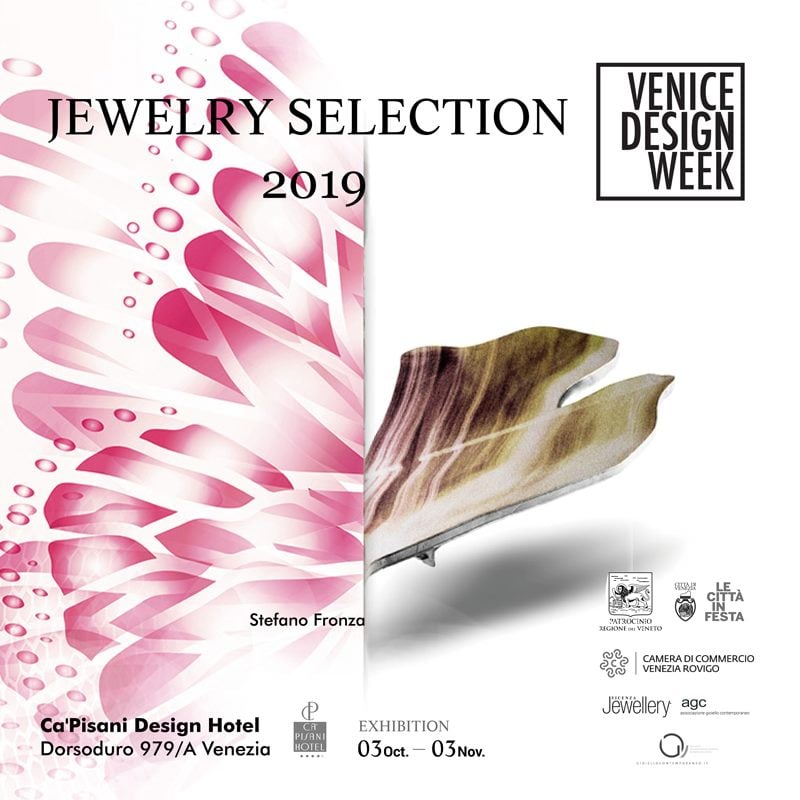 JEWELRY SELECTION
2019
VENICE
DESIGN
WEEK
Stefano Fronza
PATROCINIO
REGIONE DEL VENETO
CITTÀ DI
VENEZIA
LE
CITTÀ
IN
FESTA
CAMERA DI COMMERCIO
VENEZIA ROVIGO
VICENZA
Jewellery
agc
associazione gioiello contemporaneo
GIOIELLOCONTEMPORANEO.IT
Ca'Pisani Design Hotel
Dorsoduro 979/A Venezia
CA'
PISANI
HOTEL
EXHIBITION
03Oct. – 03Nov.